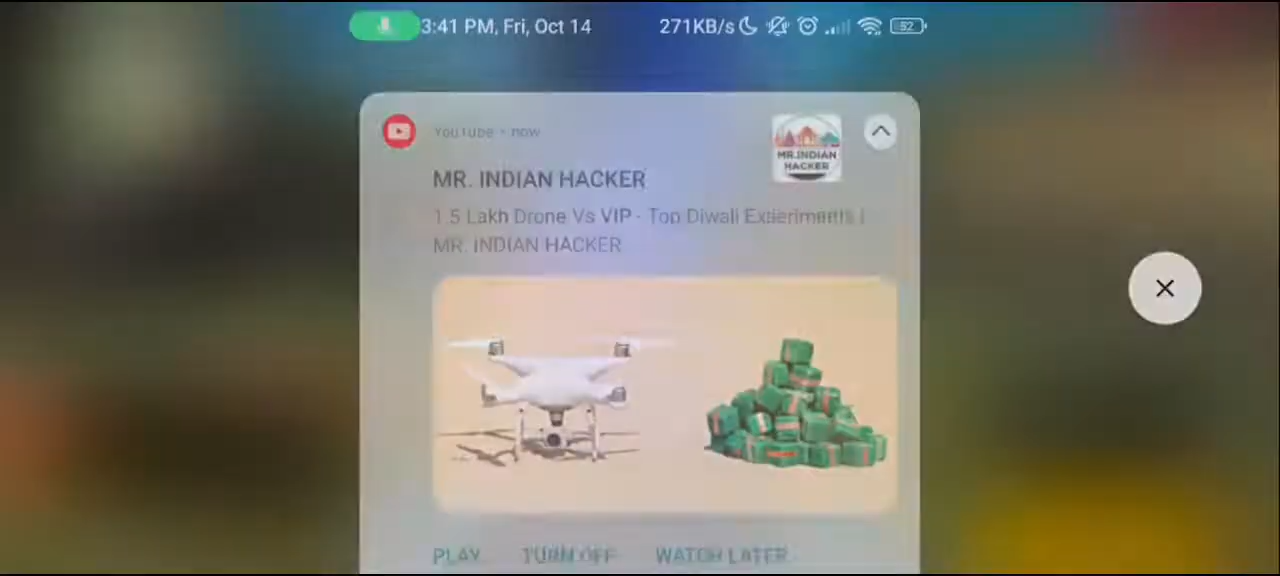 3:41 PM, Fri, Oct 14
271KB/s
52
YouTube • now
MR.INDIAN
HACKER
MR. INDIAN HACKER
1.5 Lakh Drone Vs VIP - Top Diwali Experiments |
MR. INDIAN HACKER
PLAY TURN OFF WATCH LATER